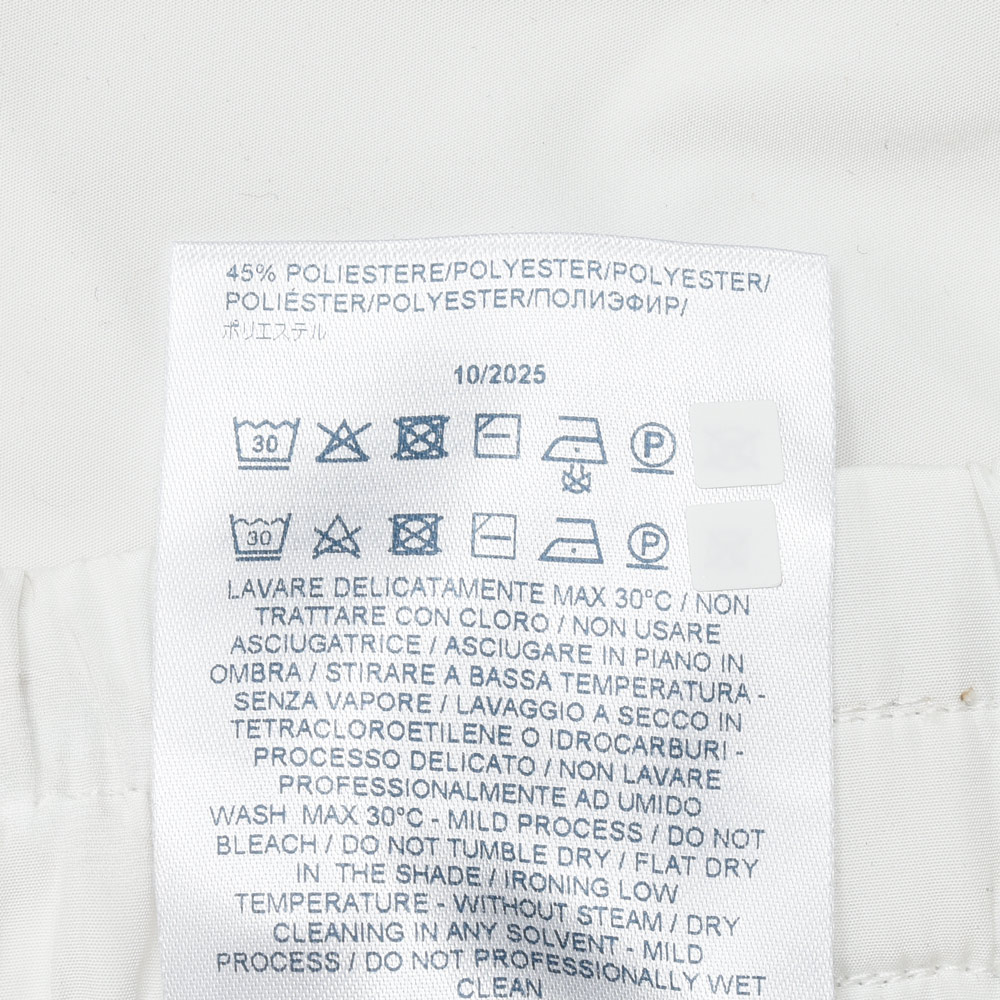 45% POLIESTERE/POLYESTER/POLYESTER/
POLIÉSTER/POLYESTER/ПОЛИЭФИР/
ポリエステル
10/2025
30 P
30 P
LAVARE DELICATAMENTE MAX 30°C / NON
TRATTARE CON CLORO / NON USARE
ASCIUGATRICE / ASCIUGARE IN PIANO IN
OMBRA / STIRARE A BASSA TEMPERATURA -
SENZA VAPORE / LAVAGGIO A SECCO IN
TETRACLOROETILENE O IDROCARBURI -
PROCESSO DELICATO / NON LAVARE
PROFESSIONALMENTE AD UMIDO
WASH MAX 30°C - MILD PROCESS / DO NOT
BLEACH / DO NOT TUMBLE DRY / FLAT DRY
IN THE SHADE / IRONING LOW
TEMPERATURE - WITHOUT STEAM / DRY
CLEANING IN ANY SOLVENT - MILD
PROCESS / DO NOT PROFESSIONALLY WET
CLEAN